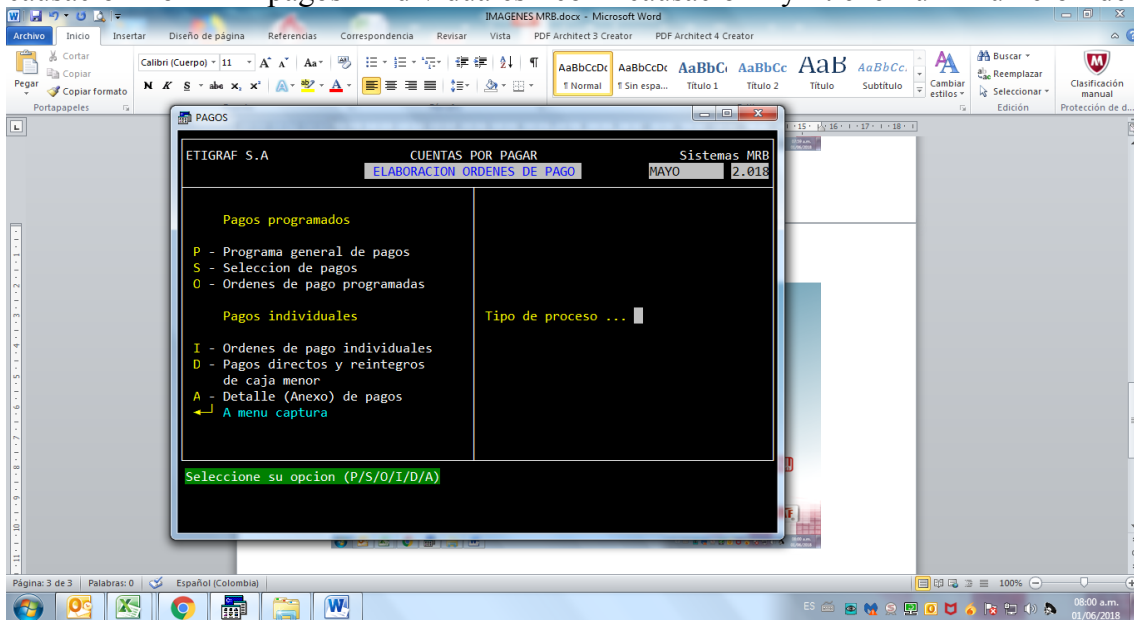 IMAGENES MRB.docx - Microsoft Word
Archivo Inicio Insertar Diseño de página Referencias Correspondencia Revisar Vista PDF Architect 3 Creator PDF Architect 4 Creator
Pegar
Cortar
Copiar
Copiar formato
Portapapeles
Calibri (Cuerpo) 11
AaBbCcDc AaBbCcDc AaBbC AaBbCc AaB AaBbCc.
¶ Normal ¶ Sin espa... Título 1 Título 2 Título Subtítulo
Cambiar estilos
Buscar
Reemplazar
Seleccionar
Edición
Clasificación manual
Protección de d...
PAGOS
ETIGRAF S.A CUENTAS POR PAGAR Sistemas MRB
ELABORACION ORDENES DE PAGO MAYO 2.018
Pagos programados
P - Programa general de pagos
S - Seleccion de pagos
O - Ordenes de pago programadas
Pagos individuales
Tipo de proceso ...
I - Ordenes de pago individuales
D - Pagos directos y reintegros
de caja menor
A - Detalle (Anexo) de pagos
A menu captura
Seleccione su opcion (P/S/O/I/D/A)
Página: 3 de 3 Palabras: 0 Español (Colombia) 100%
ES 08:00 a.m.
01/06/2018